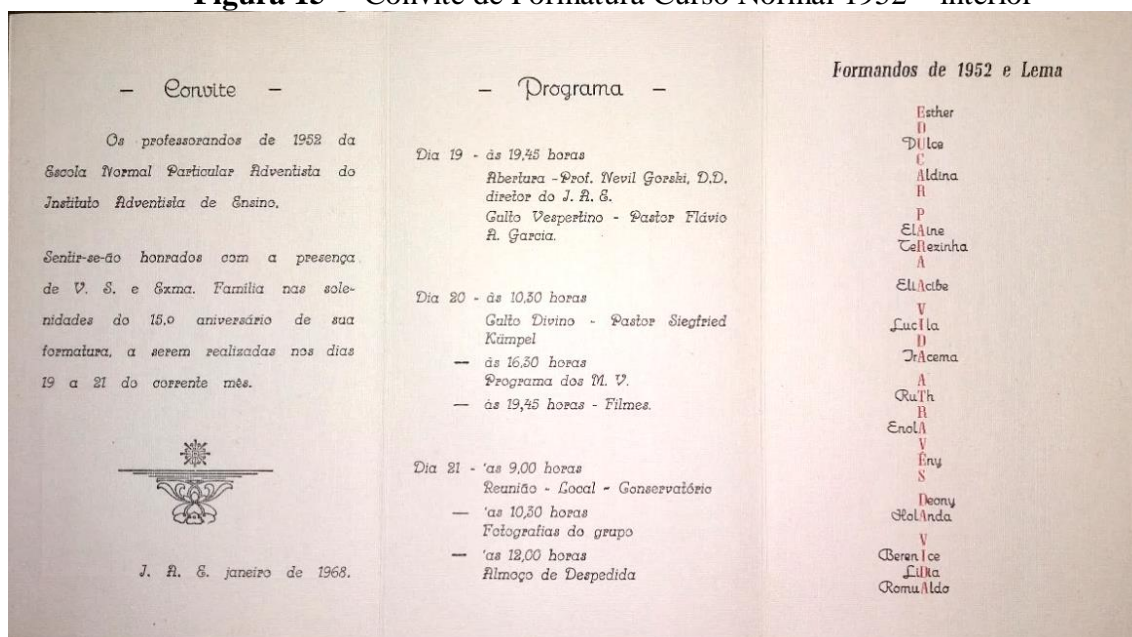 Convite de Formatura Curso Normal 1952 – interior
– Convite –
Os professorandos de 1952 da
Escola Normal Particular Adventista do
Instituto Adventista de Ensino,
Sentir-se-ão honrados com a presença
de V. S. e Exma. Família nas sole-
nidades do 15.o aniversário de sua
formatura, a serem realizadas nos dias
19 a 21 do corrente mês.
I. A. E. janeiro de 1968.
– Programa –
Dia 19 - às 19,45 horas
Abertura - Prof. Nevil Gorski, D.D.
diretor do I. A. E.
Culto Vespertino - Pastor Flávio
A. Garcia.
Dia 20 - às 10,30 horas
Culto Divino - Pastor Siegfried
Kümpel
— às 16,30 horas
Programa dos M. V.
— às 19,45 horas - Filmes.
Dia 21 - 'as 9,00 horas
Reunião - Local - Conservatório
— 'as 10,30 horas
Fotografias do grupo
— 'as 12,00 horas
Almoço de Despedida
Formandos de 1952 e Lema
Esther
D
DUlce
C
Aldina
R
P
ElAine
TeRezinha
A
EliAcibe
V
LucIla
D
IrAcema
A
RuTh
R
EnolA
V
Ény
S
Deony
HolAnda
V
BerenIce
LiDia
RomuAldo